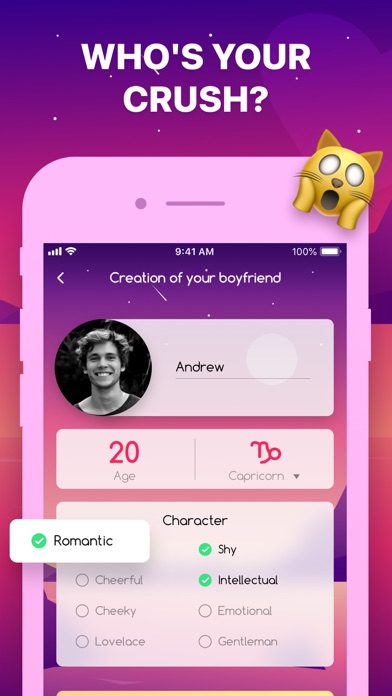 WHO'S YOUR
CRUSH?
9:41 AM
100%
Creation of your boyfriend
Andrew
20
Age
Capricorn
Character
Romantic
Shy
Cheerful
Intellectual
Cheeky
Emotional
Lovelace
Gentleman